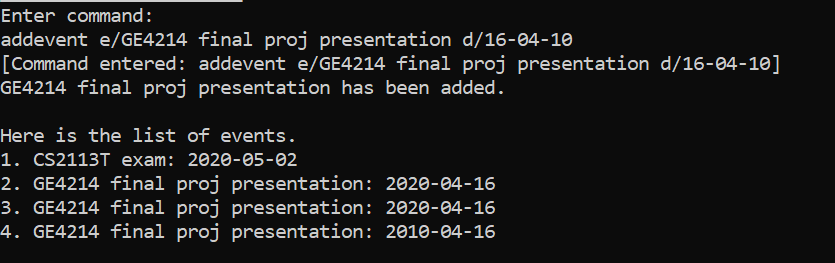 Enter command:
addevent e/GE4214 final proj presentation d/16-04-10
[Command entered: addevent e/GE4214 final proj presentation d/16-04-10]
GE4214 final proj presentation has been added.
Here is the list of events.
1. CS2113T exam: 2020-05-02
2. GE4214 final proj presentation: 2020-04-16
3. GE4214 final proj presentation: 2020-04-16
4. GE4214 final proj presentation: 2010-04-16